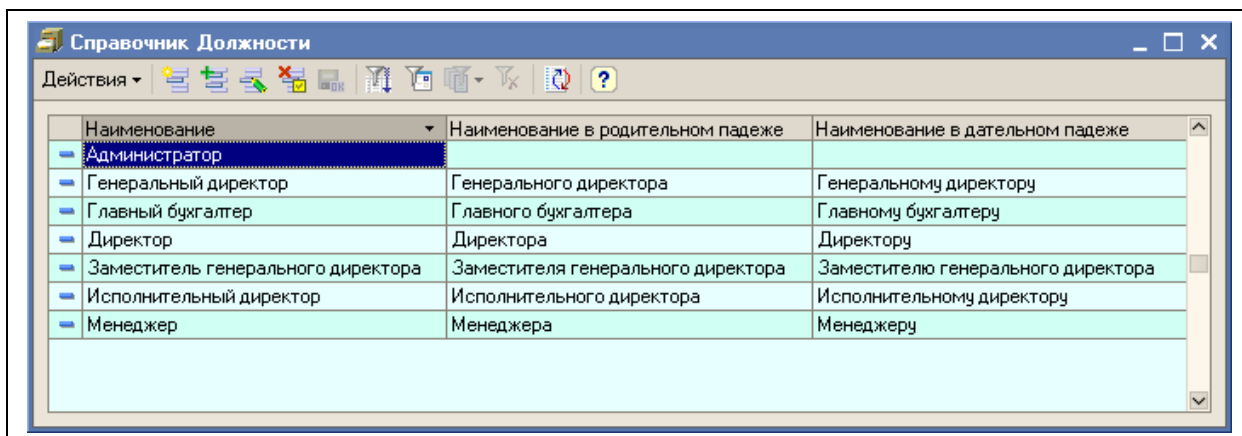 Справочник Должности
Действия
Наименование Наименование в родительном падеже Наименование в дательном падеже
Администратор
Генеральный директор Генерального директора Генеральному директору
Главный бухгалтер Главного бухгалтера Главному бухгалтеру
Директор Директора Директору
Заместитель генерального директора Заместителя генерального директора Заместителю генерального директора
Исполнительный директор Исполнительного директора Исполнительному директору
Менеджер Менеджера Менеджеру